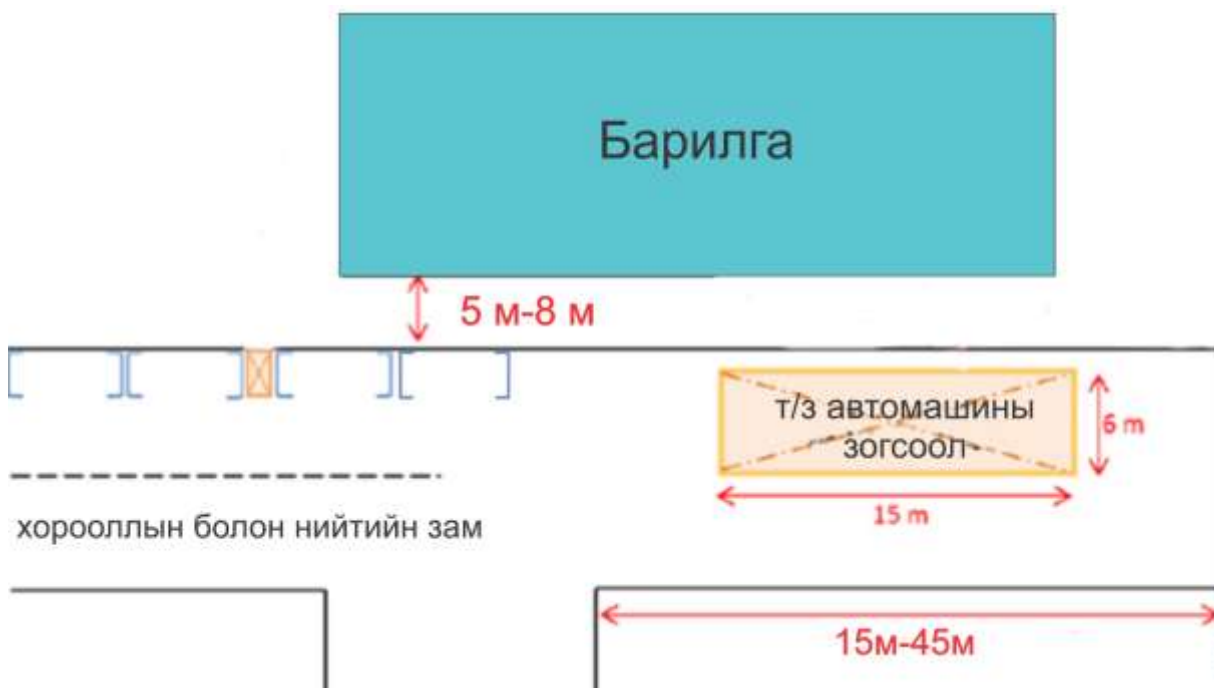 Барилга
5 м-8 м
т/з автомашины
зогсоол
6 m
15 m
хорооллын болон нийтийн зам
15м-45м